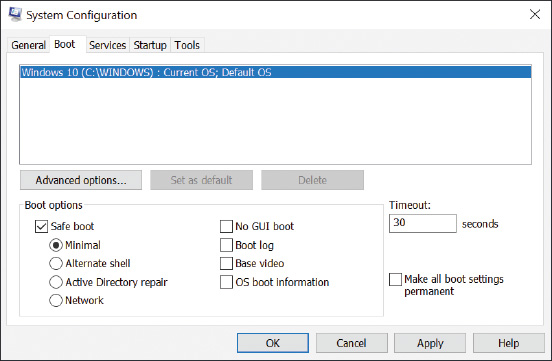 System Configuration
General Boot Services Startup Tools
Windows 10 (C:\WINDOWS) : Current OS; Default OS
Advanced options... Set as default Delete
Boot options
Safe boot
Minimal
Alternate shell
Active Directory repair
Network
No GUI boot
Boot log
Base video
OS boot information
Timeout:
30 seconds
Make all boot settings
permanent
OK Cancel Apply Help